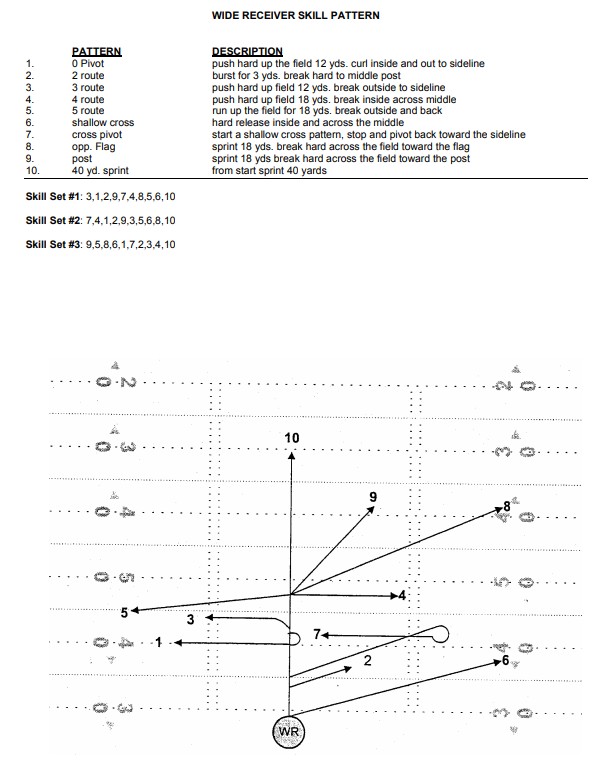 WIDE RECEIVER SKILL PATTERN
PATTERN DESCRIPTION
1. 0 Pivot push hard up the field 12 yds. curl inside and out to sideline
2. 2 route burst for 3 yds. break hard to middle post
3. 3 route push hard up field 12 yds. break outside to sideline
4. 4 route push hard up field 18 yds. break inside across middle
5. 5 route run up the field for 18 yds. break outside and back
6. shallow cross hard release inside and across the middle
7. cross pivot start a shallow cross pattern, stop and pivot back toward the sideline
8. opp. Flag sprint 18 yds. break hard across the field toward the flag
9. post sprint 18 yds break hard across the field toward the post
10. 40 yd. sprint from start sprint 40 yards
Skill Set #1: 3,1,2,9,7,4,8,5,6,10
Skill Set #2: 7,4,1,2,9,3,5,6,8,10
Skill Set #3: 9,5,8,6,1,7,2,3,4,10
0 2 2 0
10
0 3 3 0
9
8
0 4 4 0
0 5 5 0
4
5
3
7
1
0 4 4 0
2
6
0 3 3 0
WR